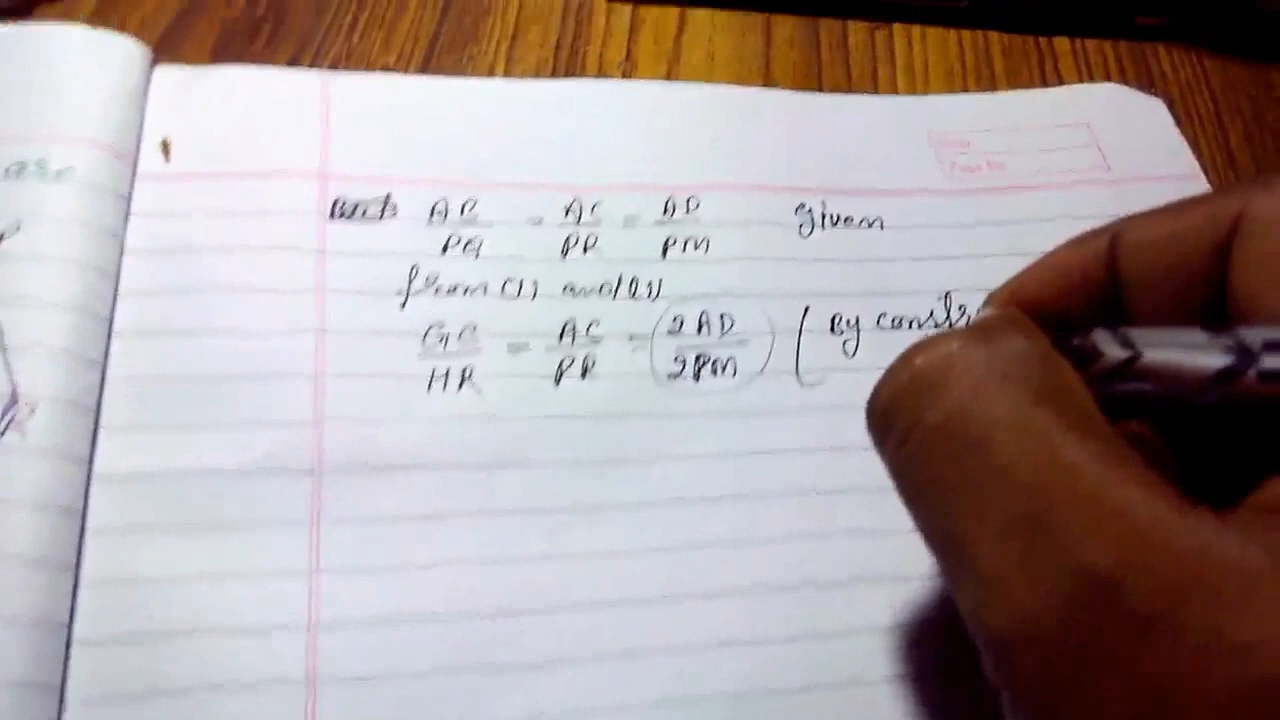 But AB/PQ = AC/PR = AD/PM given
from (1) and (2)
GC/HR = AC/PR = (2AD/2PM) (By constr